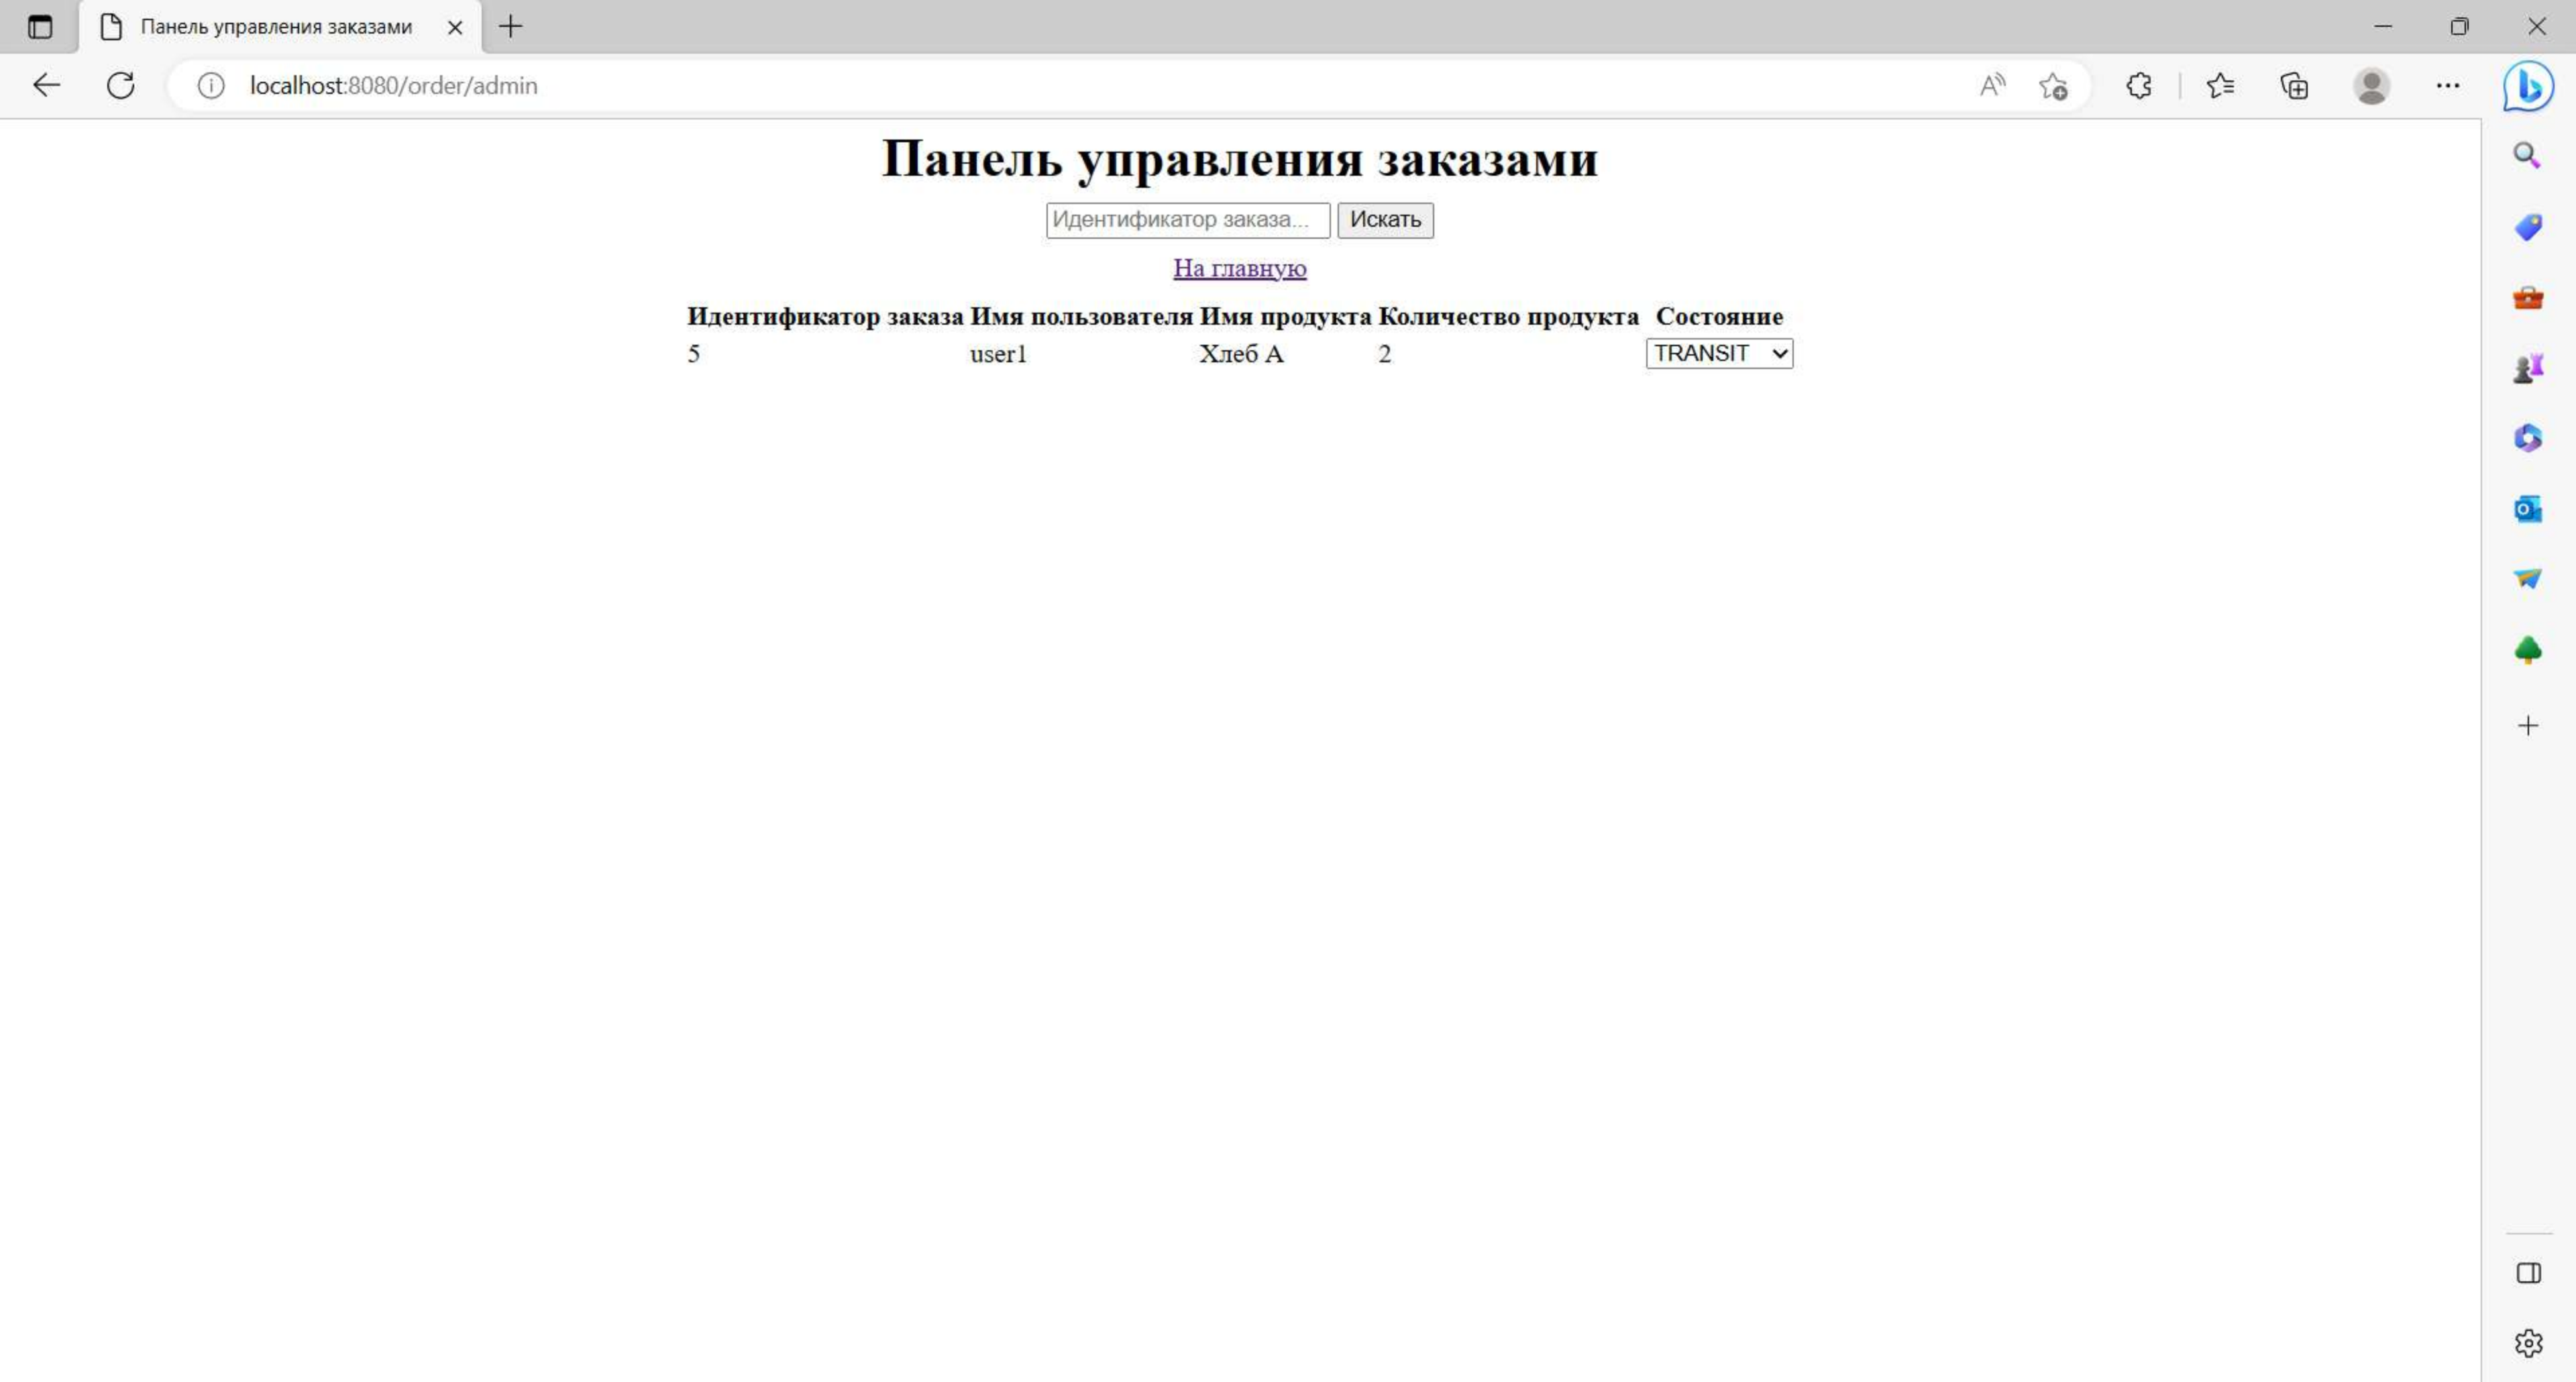 Панель управления заказами
localhost:8080/order/admin
Панель управления заказами
Идентификатор заказа... Искать
На главную
Идентификатор заказа Имя пользователя Имя продукта Количество продукта Состояние
5 user1 Хлеб А 2 TRANSIT